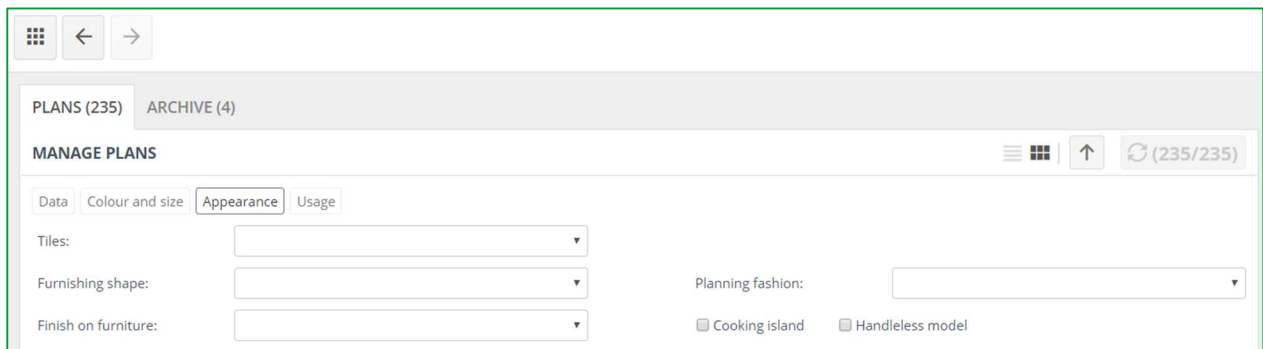 PLANS (235) ARCHIVE (4)
MANAGE PLANS (235/235)
Data Colour and size Appearance Usage
Tiles:
Furnishing shape: Planning fashion:
Finish on furniture: Cooking island Handleless model